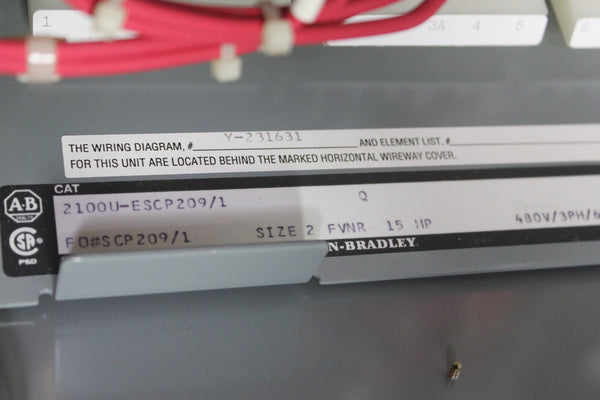 1 3A 4 5 6
THE WIRING DIAGRAM, # Y-231631 AND ELEMENT LIST, #
FOR THIS UNIT ARE LOCATED BEHIND THE MARKED HORIZONTAL WIREWAY COVER.
CAT
A-B 2100U-ESCP209/1 Q
QUALITY
FO#SCP209/1 SIZE 2 FVNR 15 HP 480V/3PH/6
N-BRADLEY